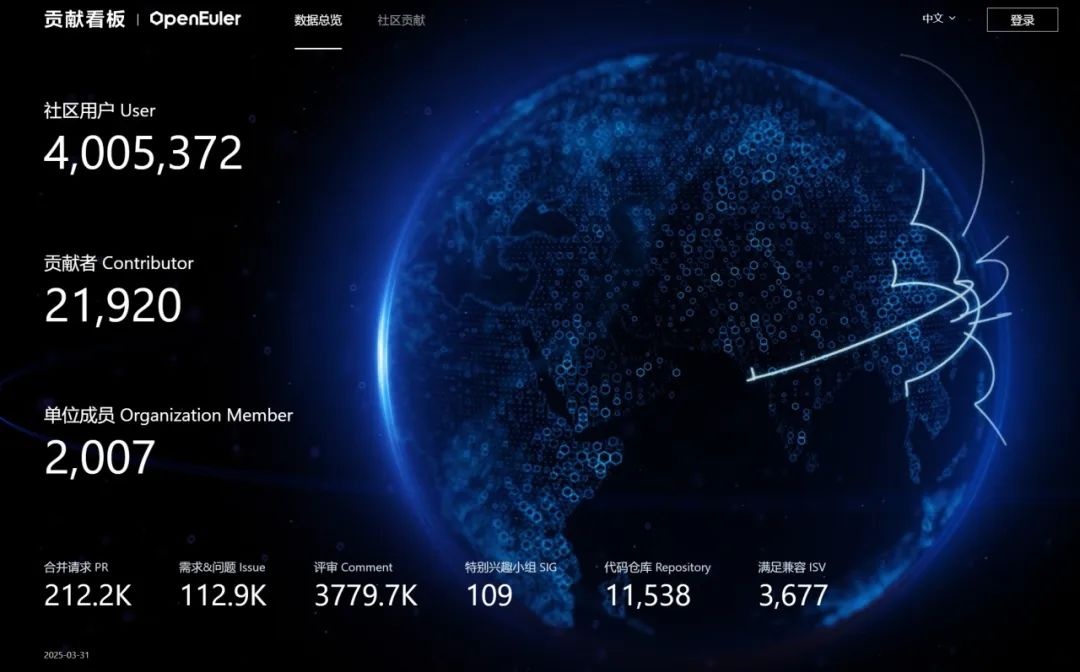 贡献看板 | OpenEuler 数据总览 社区贡献 中文 登录
社区用户 User
4,005,372
贡献者 Contributor
21,920
单位成员 Organization Member
2,007
合并请求 PR 需求&问题 Issue 评审 Comment 特别兴趣小组 SIG 代码仓库 Repository 满足兼容 ISV
212.2K 112.9K 3779.7K 109 11,538 3,677
2025-03-31